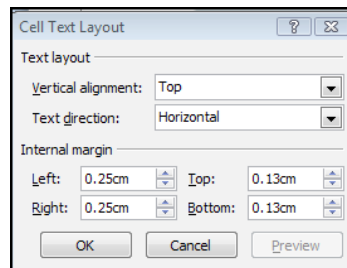 Cell Text Layout
Text layout
Vertical alignment: Top
Text direction: Horizontal
Internal margin
Left: 0.25cm Top: 0.13cm
Right: 0.25cm Bottom: 0.13cm
OK Cancel Preview